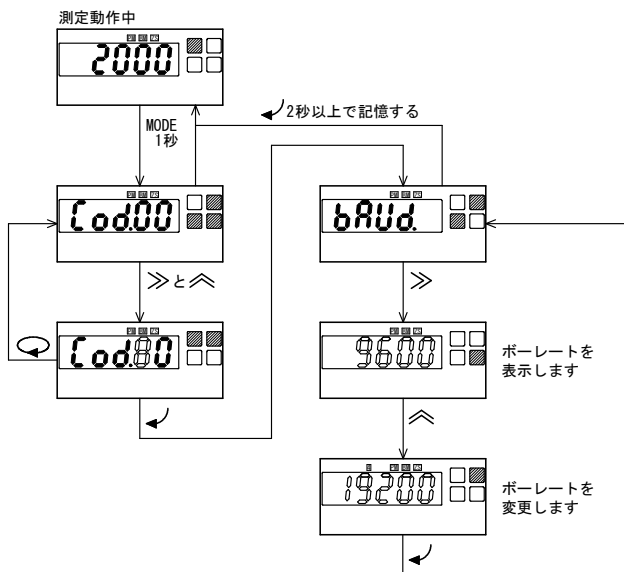 測定動作中
2000
2秒以上で記憶する
MODE
1秒
Cod.00
bAUd.
と
Cod.80
9600
ボーレートを
表示します
19200
ボーレートを
変更します